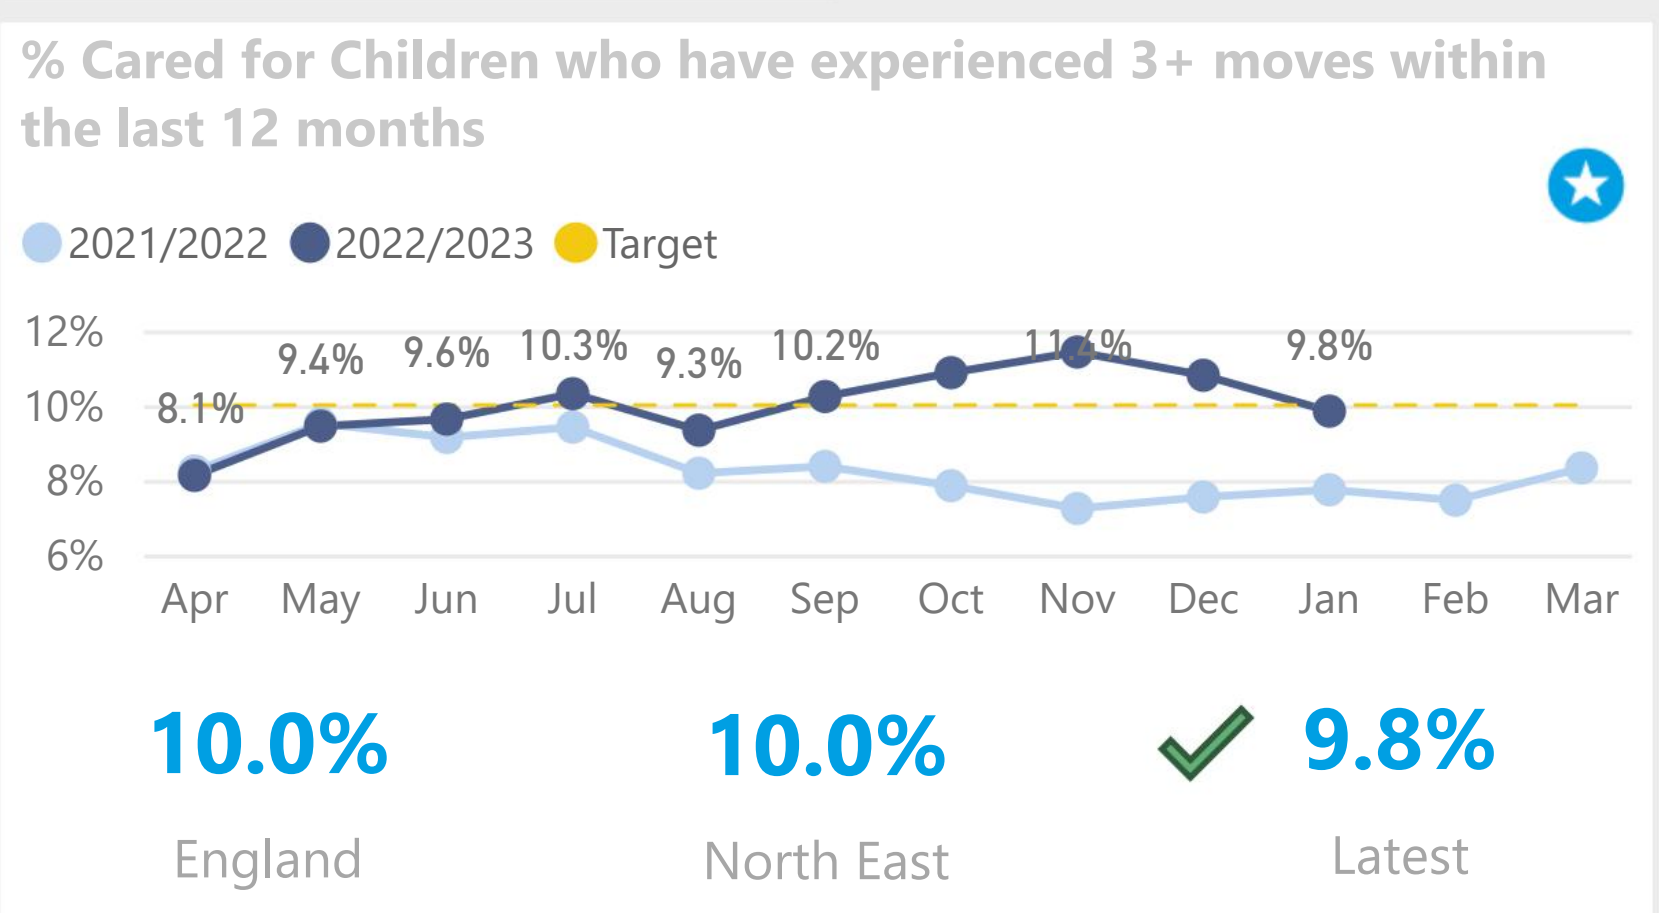 % Cared for Children who have experienced 3+ moves within
the last 12 months
2021/2022 2022/2023 Target
12%
10%
8%
6%
8.1% 9.4% 9.6% 10.3% 9.3% 10.2% 11.4% 9.8%
Apr May Jun Jul Aug Sep Oct Nov Dec Jan Feb Mar
10.0% 10.0% 9.8%
England North East Latest